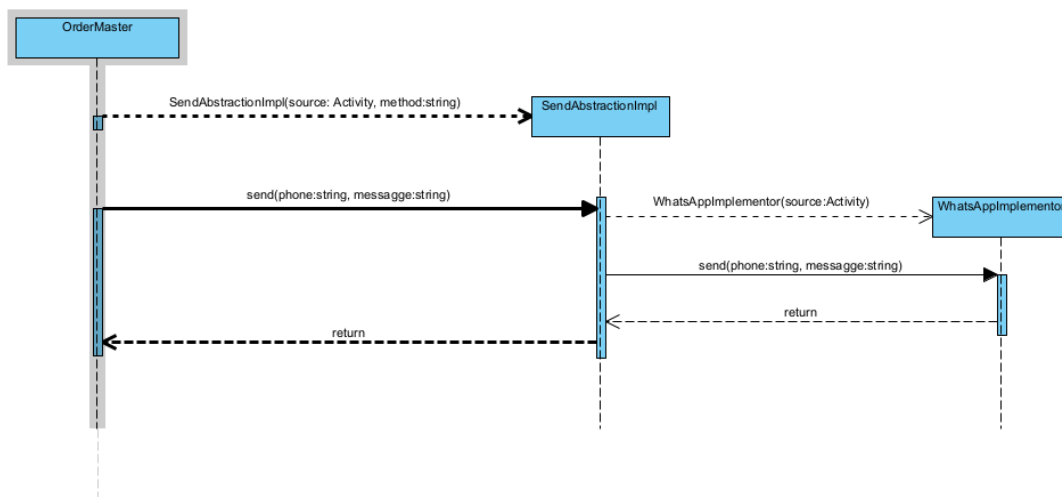 OrderMaster
SendAbstractionImpl(source: Activity, method:string)
SendAbstractionImpl
send(phone:string, messagge:string)
WhatsAppImplementor(source:Activity)
WhatsAppImplementor
send(phone:string, messagge:string)
return
return